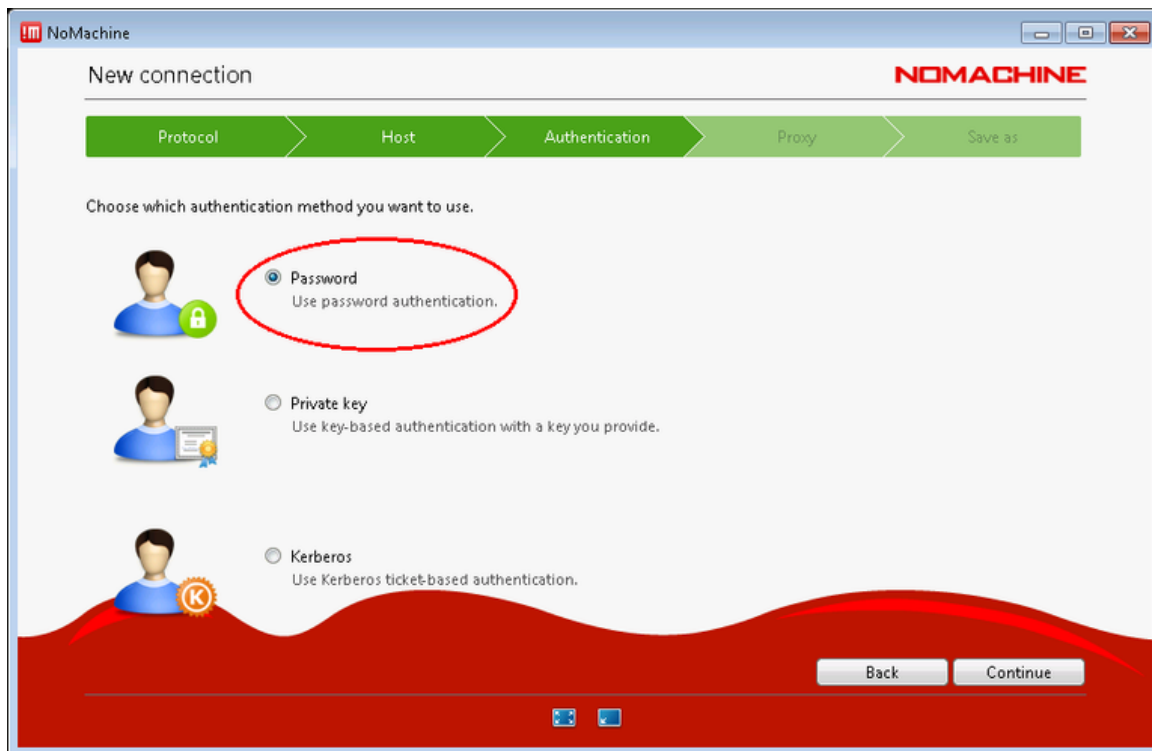 !m NoMachine
New connection
NOMACHINE
Protocol
Host
Authentication
Proxy
Save as
Choose which authentication method you want to use.
Password
Use password authentication.
Private key
Use key-based authentication with a key you provide.
Kerberos
Use Kerberos ticket-based authentication.
K
Back
Continue